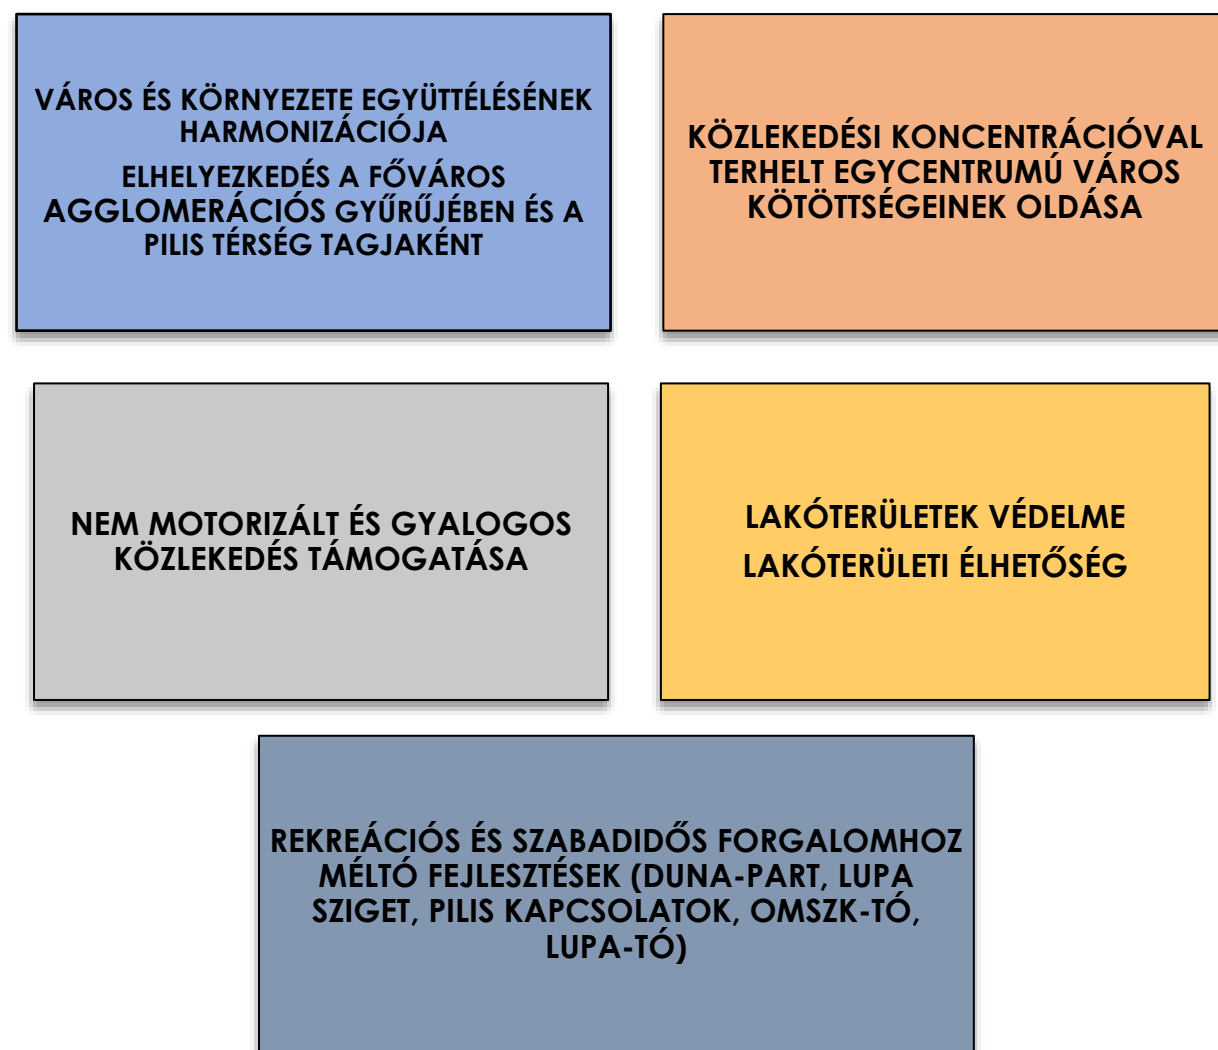 VÁROS ÉS KÖRNYEZETE EGYÜTTÉLÉSÉNEK
HARMONIZÁCIÓJA
ELHELYEZKEDÉS A FŐVÁROS
AGGLOMERÁCIÓS GYŰRŰJÉBEN ÉS A
PILIS TÉRSÉG TAGJAKÉNT
KÖZLEKEDÉSI KONCENTRÁCIÓVAL
TERHELT EGYCENTRUMÚ VÁROS
KÖTÖTTSÉGEINEK OLDÁSA
NEM MOTORIZÁLT ÉS GYALOGOS
KÖZLEKEDÉS TÁMOGATÁSA
LAKÓTERÜLETEK VÉDELME
LAKÓTERÜLETI ÉLHETŐSÉG
REKREÁCIÓS ÉS SZABADIDŐS FORGALOMHOZ
MÉLTÓ FEJLESZTÉSEK (DUNA-PART, LUPA
SZIGET, PILIS KAPCSOLATOK, OMSZK-TÓ,
LUPA-TÓ)